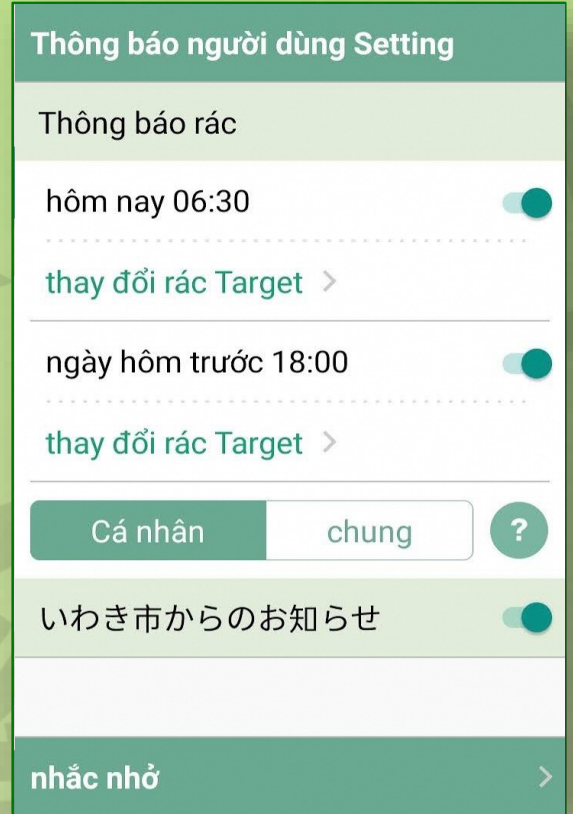 Thông báo người dùng Setting
Thông báo rác
hôm nay 06:30
thay đổi rác Target
ngày hôm trước 18:00
thay đổi rác Target
Cá nhân chung ?
いわき市からのお知らせ
nhắc nhở